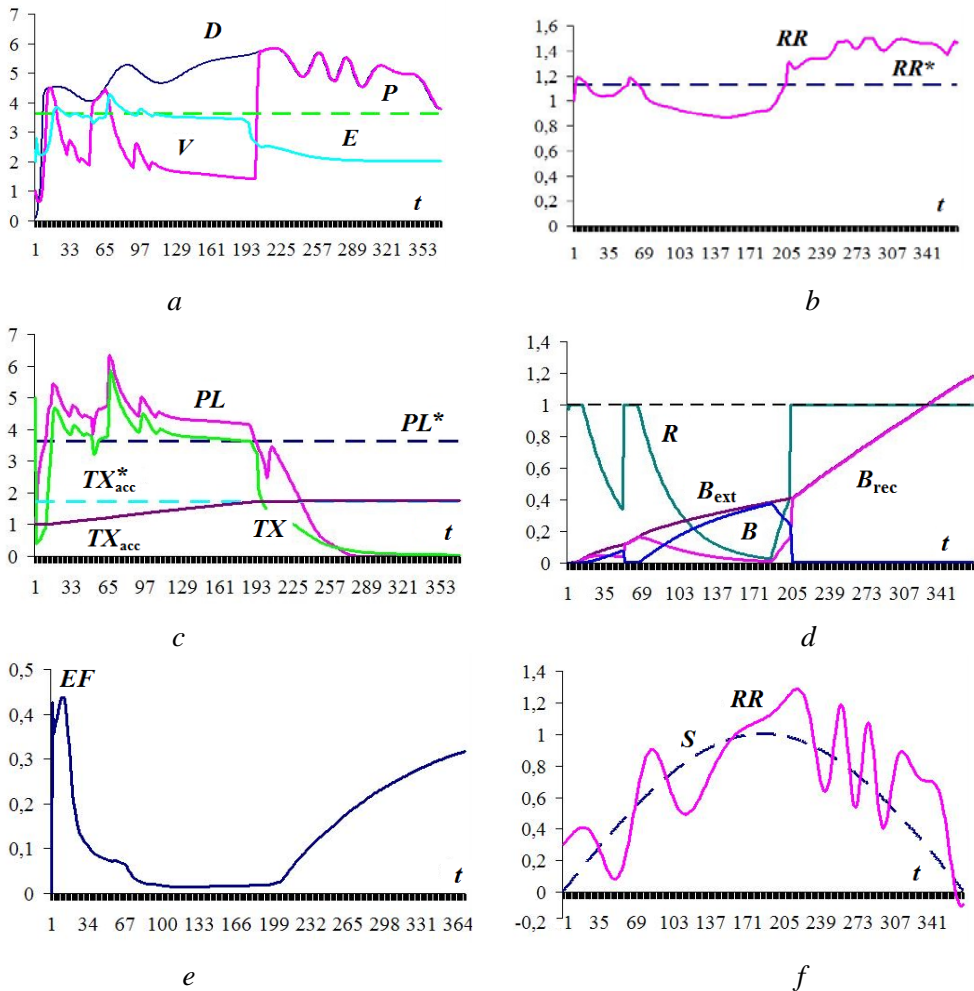 7 D
6
5 P
4
3 V E
2
1 t
0
1 33 65 97 129 161 193 225 257 289 321 353
a
1,6
1,4 RR
1,2 RR*
1
0,8
0,6
0,4
0,2 t
0
1 35 69 103 137 171 205 239 273 307 341
b
7
6
5 PL PL*
4
3
2 TX*acc
1 TXacc TX t
0
1 33 65 97 129 161 193 225 257 289 321 353
c
1,4
1,2
1
0,8 R
0,6 Bext Brec
0,4
0,2 B t
0
1 35 69 103 137 171 205 239 273 307 341
d
0,5 EF
0,4
0,3
0,2
0,1
0 t
1 34 67 100 133 166 199 232 265 298 331 364
e
1,4
1,2 RR
1 S
0,8
0,6
0,4
0,2 t
0
-0,2 1 35 69 103 137 171 205 239 273 307 341
f